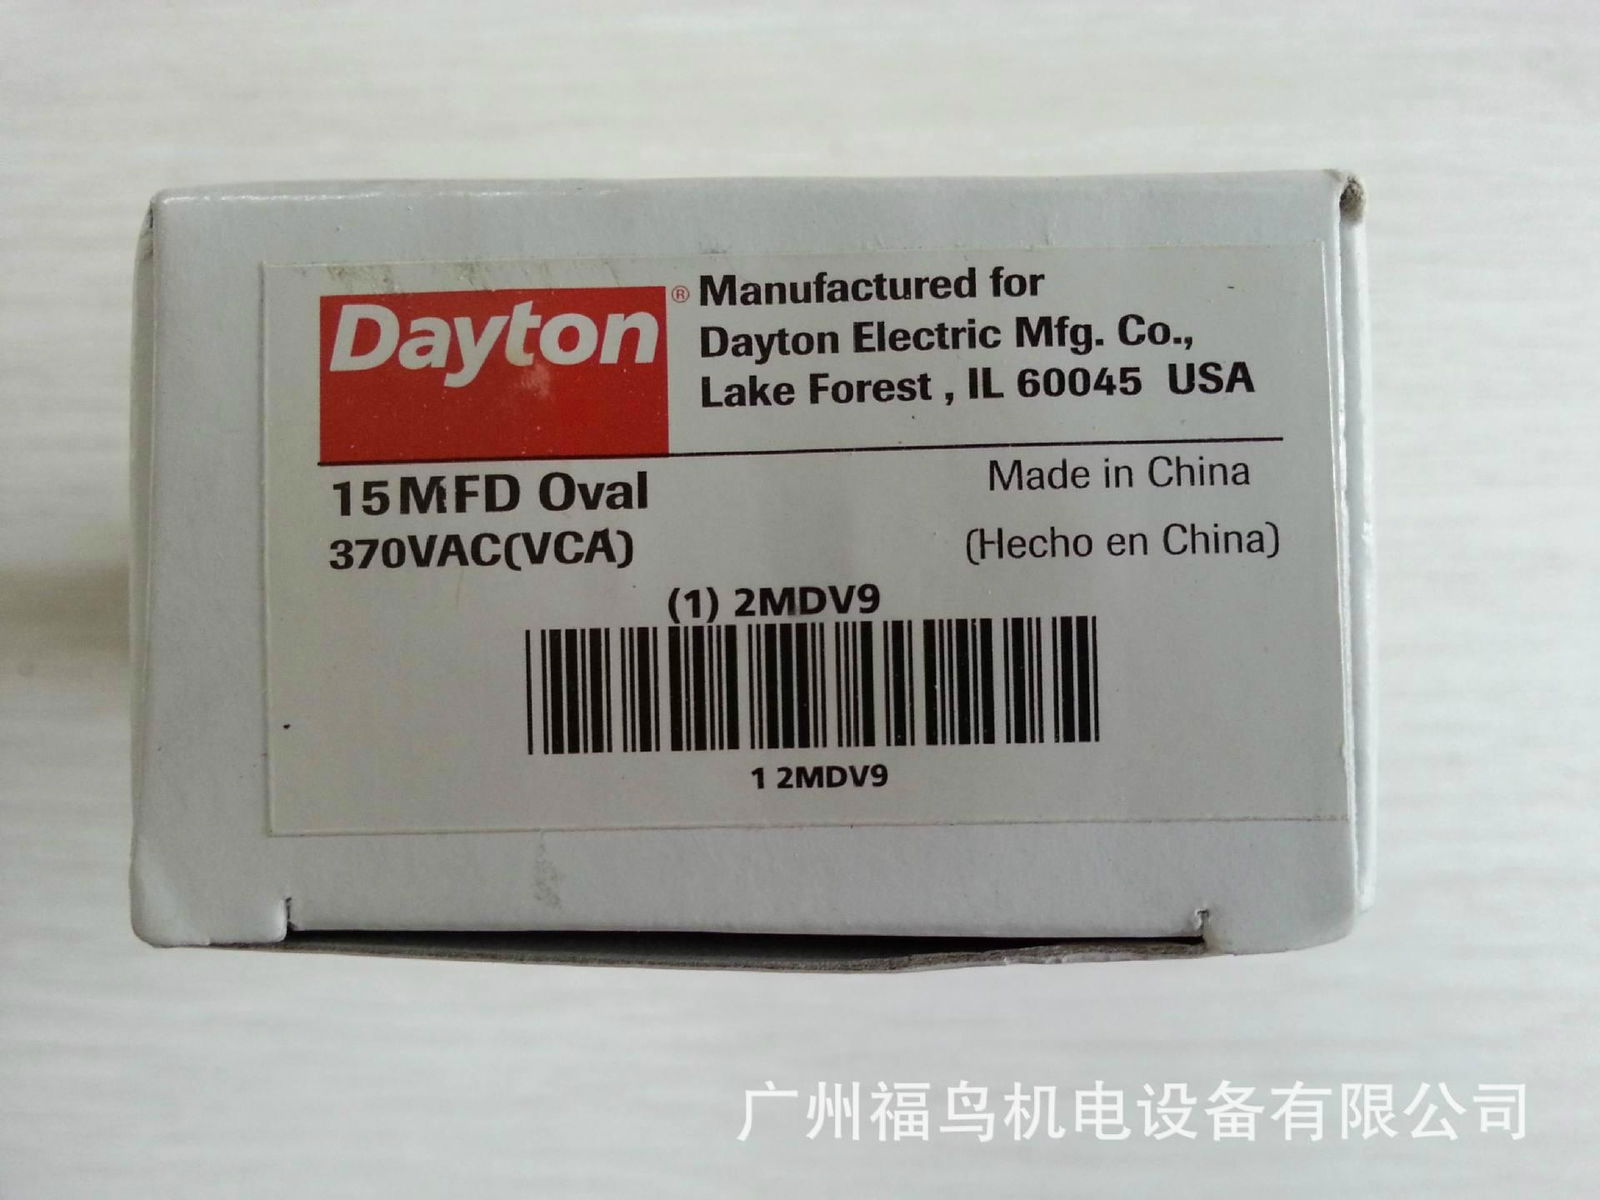 Dayton®
Manufactured for
Dayton Electric Mfg. Co.,
Lake Forest , IL 60045 USA
15MFD Oval
370VAC(VCA)
Made in China
(Hecho en China)
(1) 2MDV9
1 2MDV9
广州福鸟机电设备有限公司